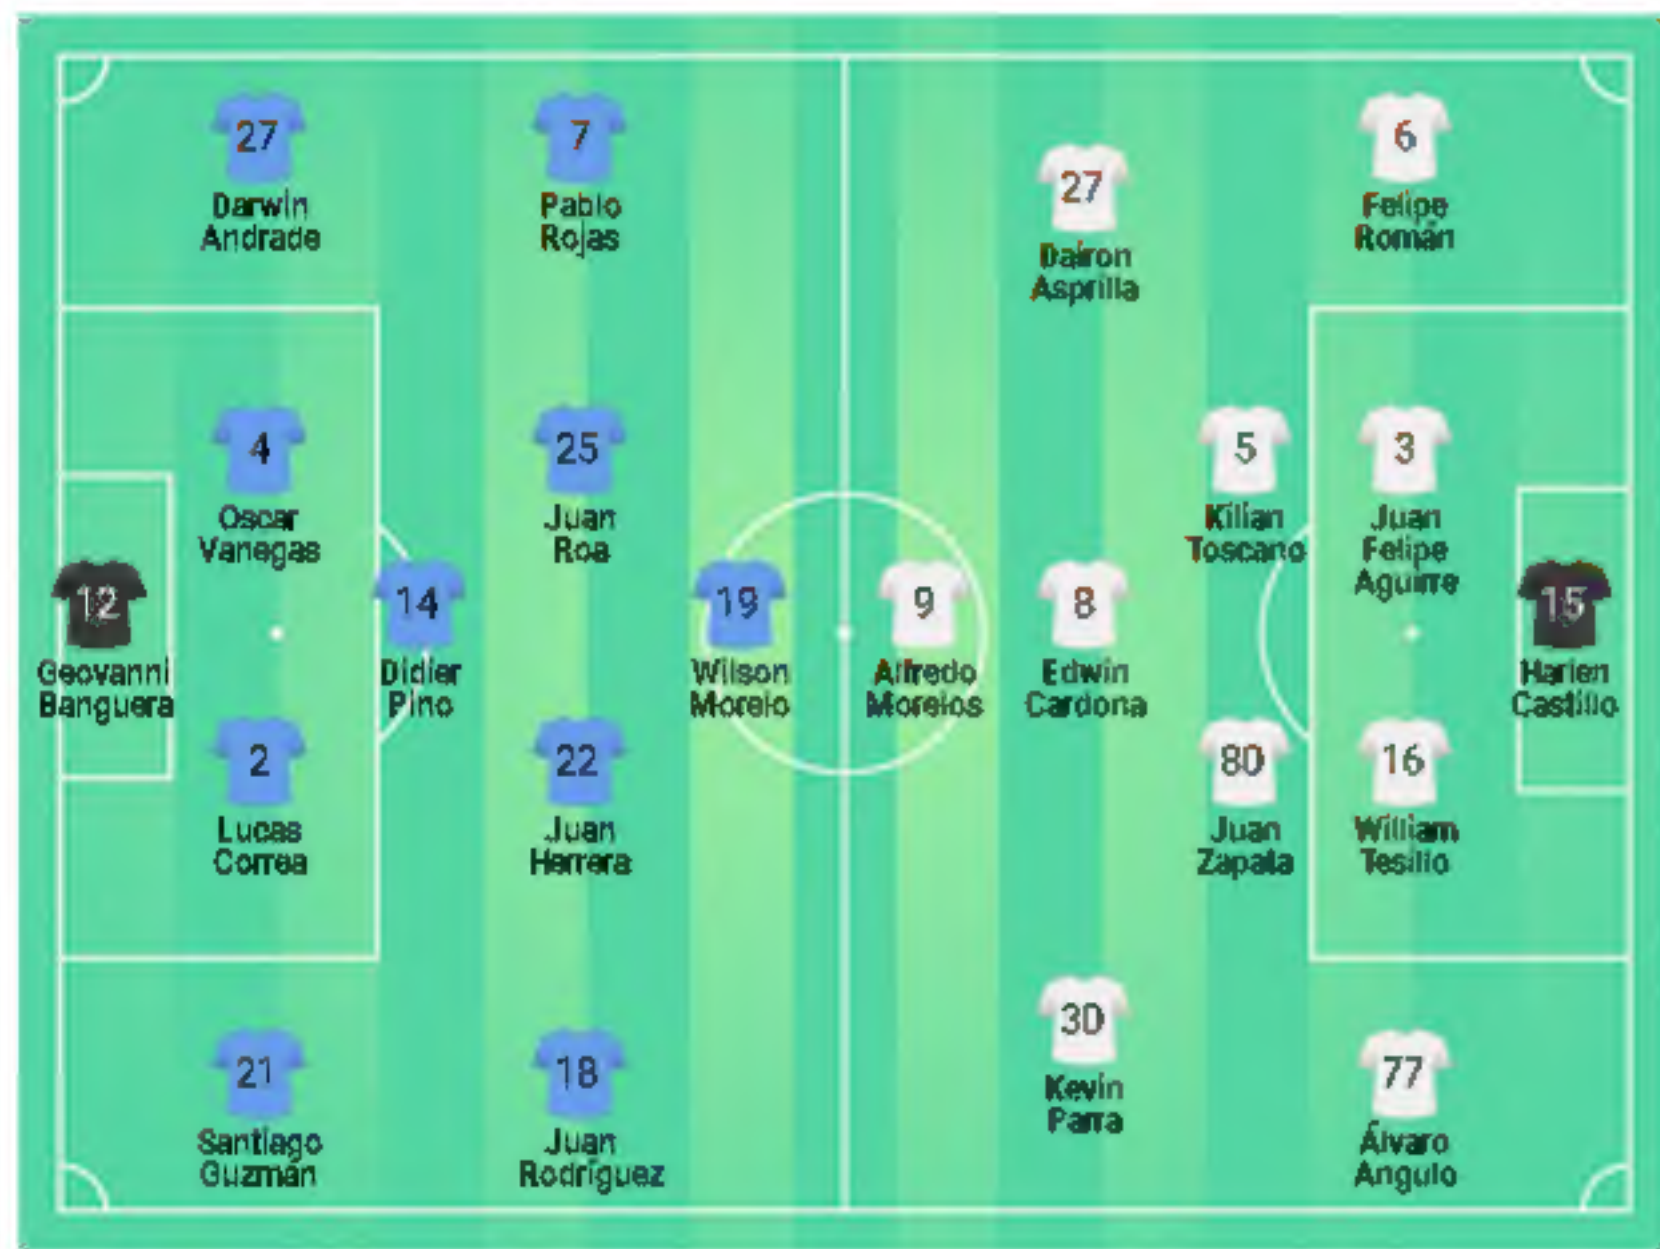 27
Darwin
Andrade
7
Pablo
Rojas
27
Dairon
Asprilla
6
Felipe
Román
4
Oscar
Vanegas
25
Juan
Roa
5
Kilian
Toscano
3
Juan
Felipe
Aguirre
12
Geovanni
Banguera
14
Didier
Pino
19
Wilson
Morelo
9
Alfredo
Morelos
8
Edwin
Cardona
15
Harlen
Castillo
2
Lucas
Correa
22
Juan
Herrera
80
Juan
Zapata
16
William
Tesillo
21
Santiago
Guzmán
18
Juan
Rodríguez
30
Kevin
Parra
77
Álvaro
Angulo